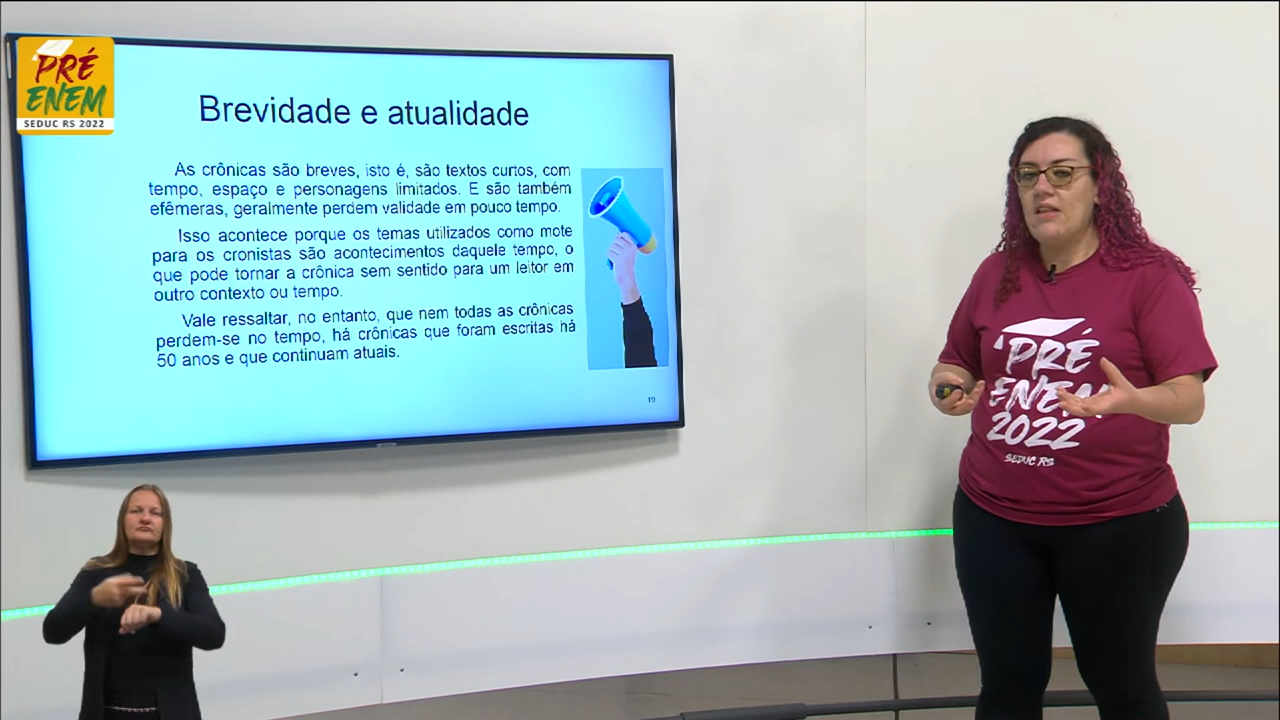 PRÉ
ENEM
SEDUC RS 2022
Brevidade e atualidade
As crônicas são breves, isto é, são textos curtos, com
tempo, espaço e personagens limitados. E são também
efêmeras, geralmente perdem validade em pouco tempo.
Isso acontece porque os temas utilizados como mote
para os cronistas são acontecimentos daquele tempo, o
que pode tornar a crônica sem sentido para um leitor em
outro contexto ou tempo.
Vale ressaltar, no entanto, que nem todas as crônicas
perdem-se no tempo, há crônicas que foram escritas há
50 anos e que continuam atuais.
19
PRÉ
ENEM
2022
SEDUC RS